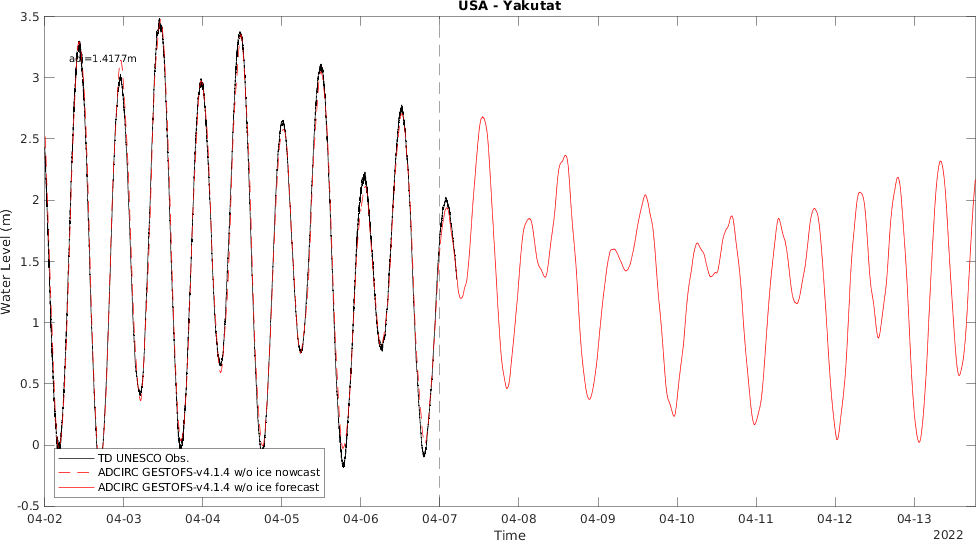 USA - Yakutat
3.5
3
2.5
2
1.5
1
0.5
0
-0.5
Water Level (m)
=1.4177m
TD UNESCO Obs.
ADCIRC GESTOFS-v4.1.4 w/o ice nowcast
ADCIRC GESTOFS-v4.1.4 w/o ice forecast
04-02 04-03 04-04 04-05 04-06 04-07 04-08 04-09 04-10 04-11 04-12 04-13
Time
2022